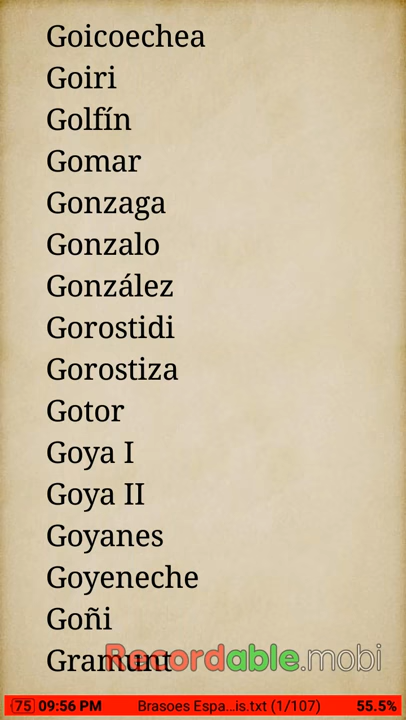 Goicoechea
Goiri
Golfín
Gomar
Gonzaga
Gonzalo
González
Gorostidi
Gorostiza
Gotor
Goya I
Goya II
Goyanes
Goyeneche
Goñi
Gramunt
Recordable.mobi
75 09:56 PM Brasoes Espa...is.txt (1/107) 55.5%